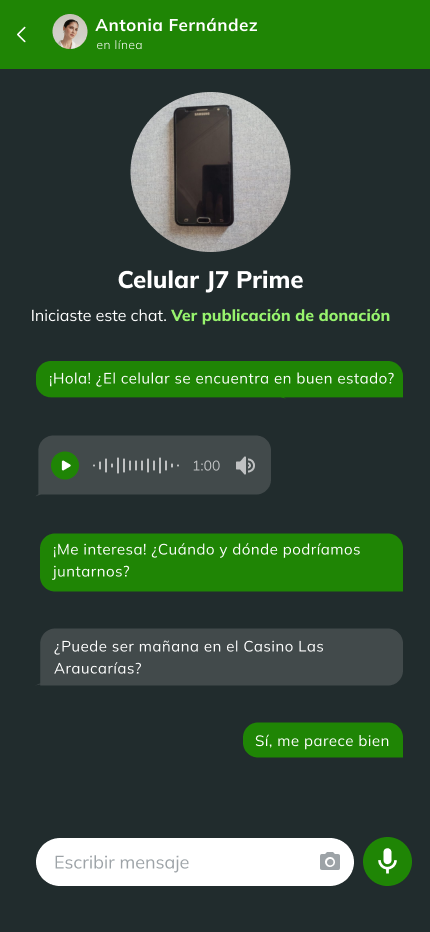 Antonia Fernández
en línea
Celular J7 Prime
Iniciaste este chat. Ver publicación de donación
¡Hola! ¿El celular se encuentra en buen estado?
1:00
¡Me interesa! ¿Cuándo y dónde podríamos
juntarnos?
¿Puede ser mañana en el Casino Las
Araucarías?
Sí, me parece bien
Escribir mensaje